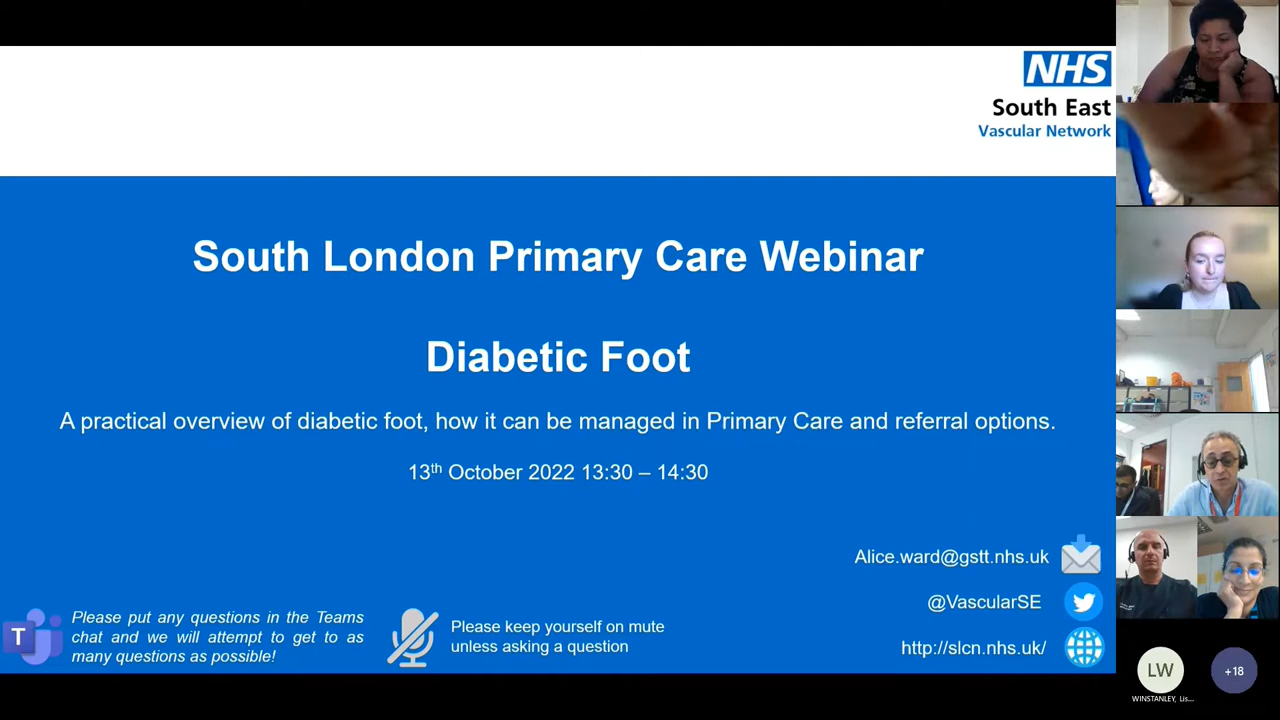 NHS
South East
Vascular Network
South London Primary Care Webinar
Diabetic Foot
A practical overview of diabetic foot, how it can be managed in Primary Care and referral options.
13th October 2022 13:30 – 14:30
Alice.ward@gstt.nhs.uk
@VascularSE
http://slcn.nhs.uk/
T
Please put any questions in the Teams
chat and we will attempt to get to as
many questions as possible!
Please keep yourself on mute
unless asking a question
LW
+18
WINSTANLEY, Lis...